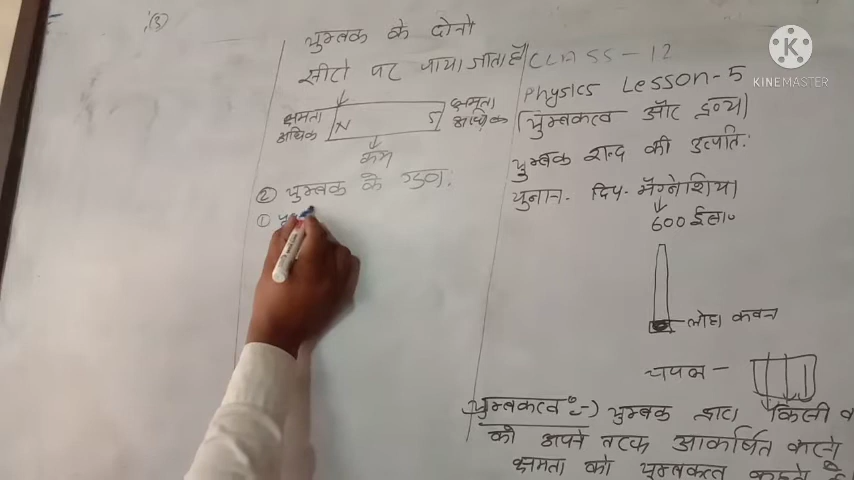 (3)
चुम्बक के दोनो
सीटो पर पाया जाता है
क्षमता
अधिक
N
S
क्षमता
अधिक
कम
② चुम्बक के गुण:
①
CLASS-12
Physics Lesson-5
(चुम्बकत्व और द्रव्य)
चुम्बक शब्द की उत्पति:
युनान- दिप- मैग्नेशिया
600 ईसा॰
लोहा कवच
चपल -
चुम्बकत्व :-) चुम्बक द्वारा किसी व
को अपने तरफ आकर्षित करने
क्षमता को चुम्बकत्व कहते
KINEMASTER